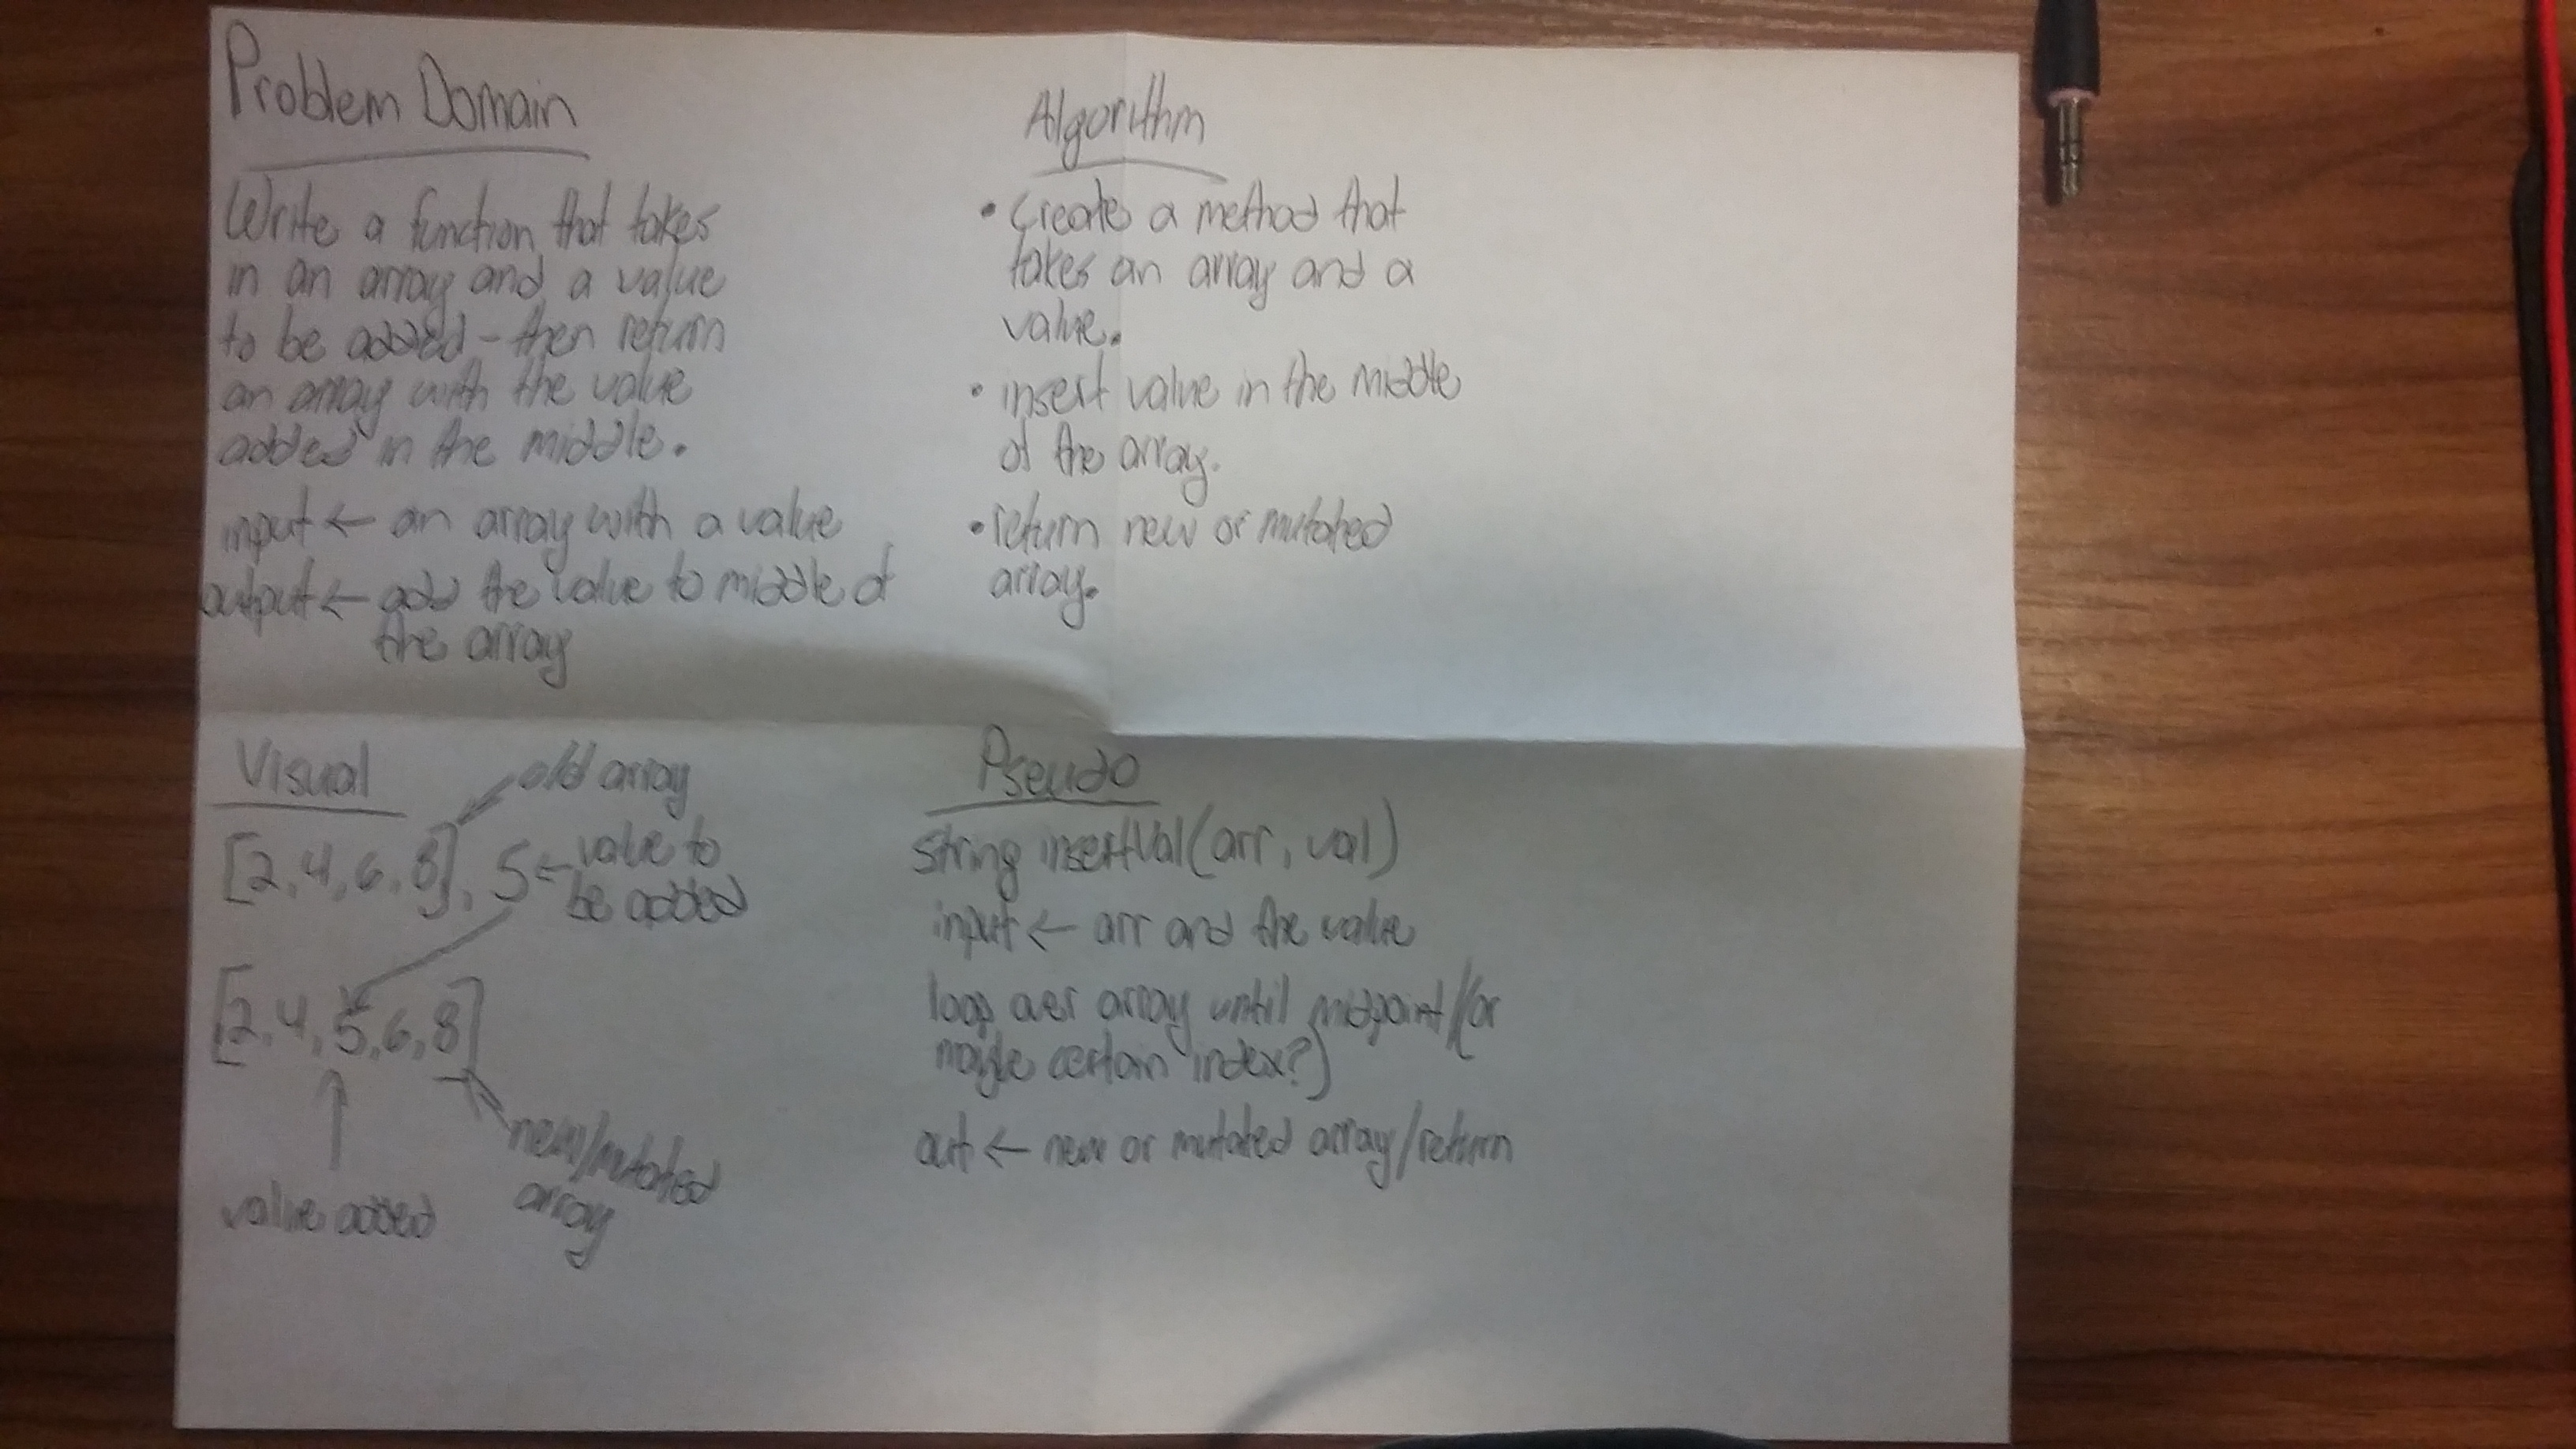 Problem Domain
Write a function that takes
in an array and a value
to be added - then return
an array with the value
added in the middle.
input ← an array with a value
output ← add the value to middle of
the array
Algorithm
• Create a method that
takes an array and a
value.
• insert value in the middle
of the array.
• return new or mutated
array.
Visual
old array
[2,4,6,8], 5 ← value to
be added
[2,4,5,6,8]
value added
new/mutated
array
Pseudo
string insertVal(arr, val)
input ← arr and the value
loop over array until midpoint/(or
maybe certain index?)
out ← new or mutated array/return